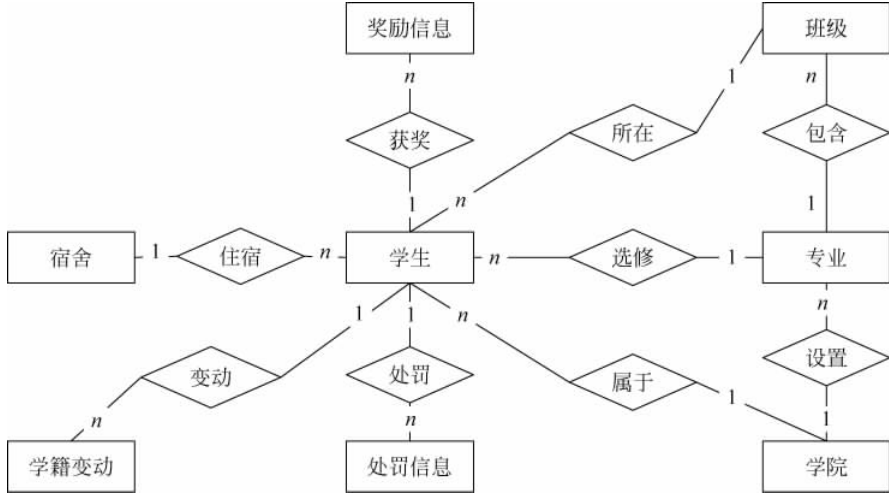 奖励信息
班级
n
1
n
获奖
所在
包含
1
n
1
宿舍
1
住宿
n
学生
n
选修
1
专业
1
1
n
n
变动
处罚
属于
设置
n
n
1
1
学籍变动
处罚信息
学院